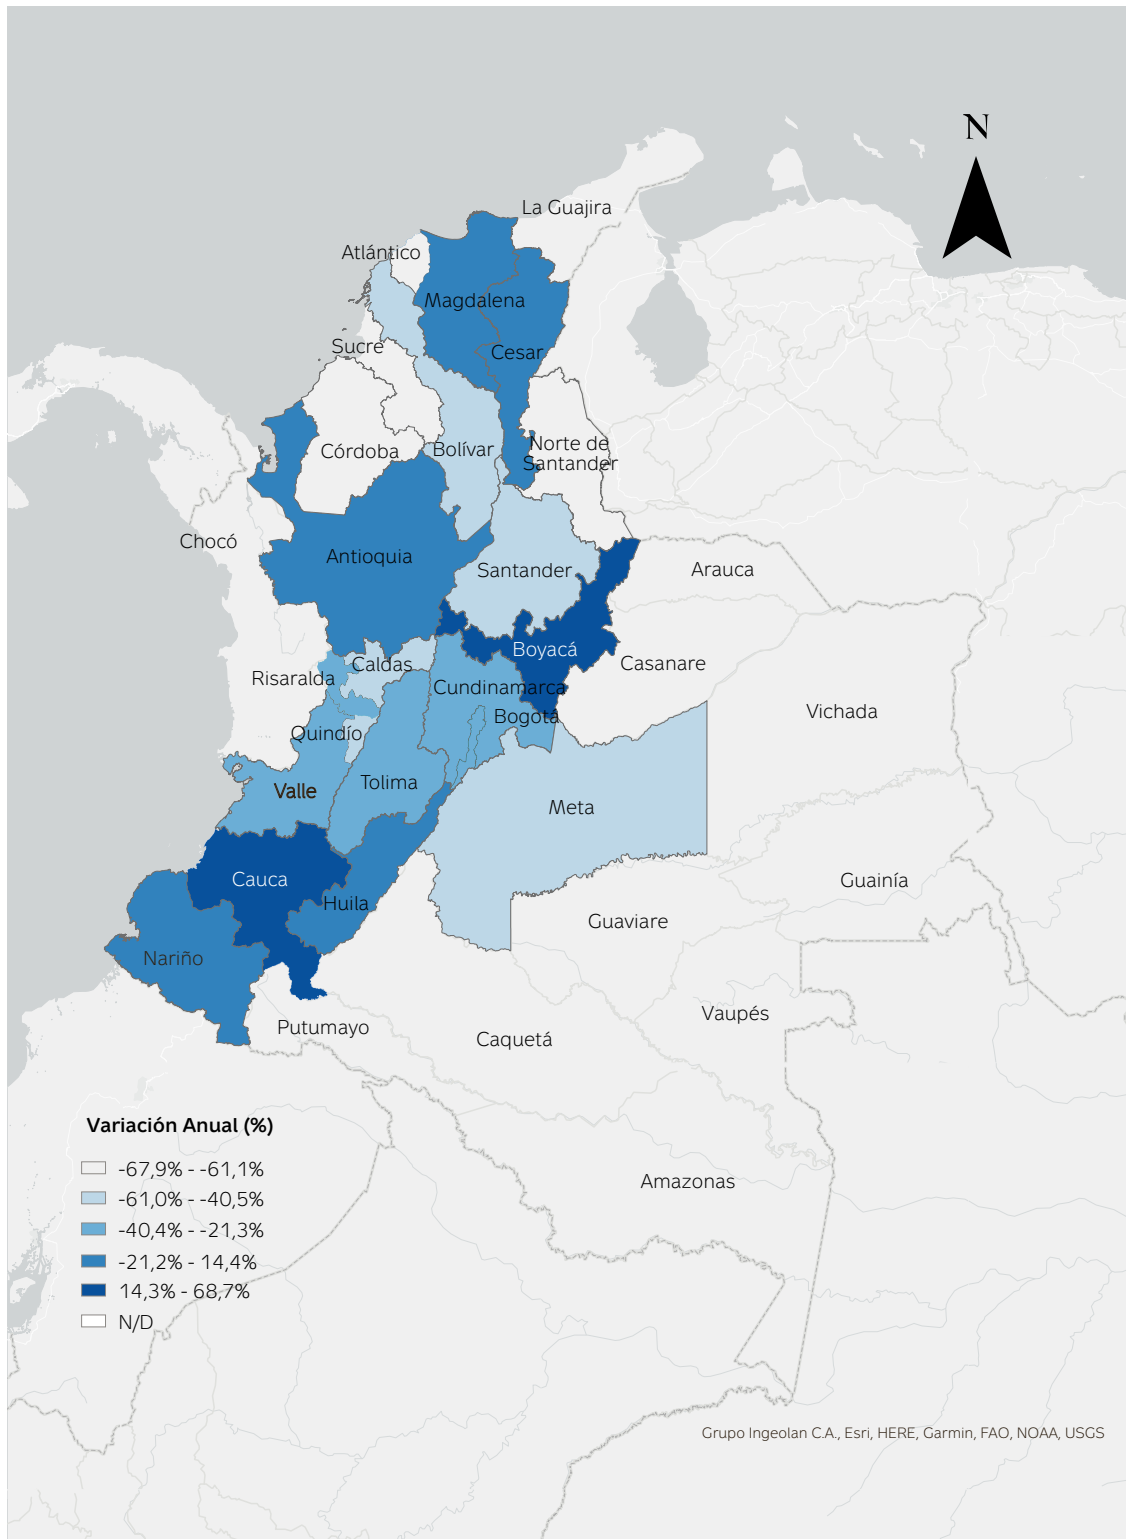 N
La Guajira
Atlántico
Magdalena
Sucre
Cesar
Norte de
Santander
Córdoba
Bolívar
Chocó
Antioquia
Santander
Arauca
Boyacá
Casanare
Caldas
Risaralda
Cundinamarca
Bogotá
Vichada
Quindío
Tolima
Valle
Meta
Cauca
Guainía
Huila
Guaviare
Nariño
Vaupés
Putumayo
Caquetá
Amazonas
Variación Anual (%)
-67,9% - -61,1%
-61,0% - -40,5%
-40,4% - -21,3%
-21,2% - 14,4%
14,3% - 68,7%
N/D
Grupo Ingeolan C.A., Esri, HERE, Garmin, FAO, NOAA, USGS